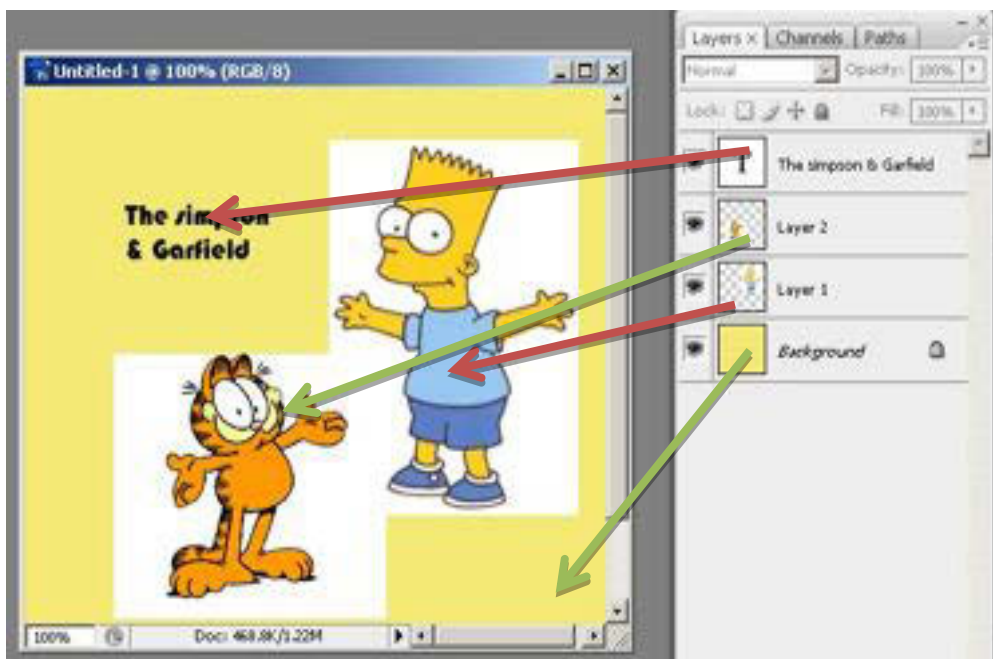 Layers × Channels Paths
Untitled-1 @ 100% (RGB/8)
Normal Opacity: 100%
Lock: Fill: 100%
T The simpson & Garfield
The simpson
& Garfield
Layer 2
Layer 1
Background
100% Doc: 468.8K/1.22M